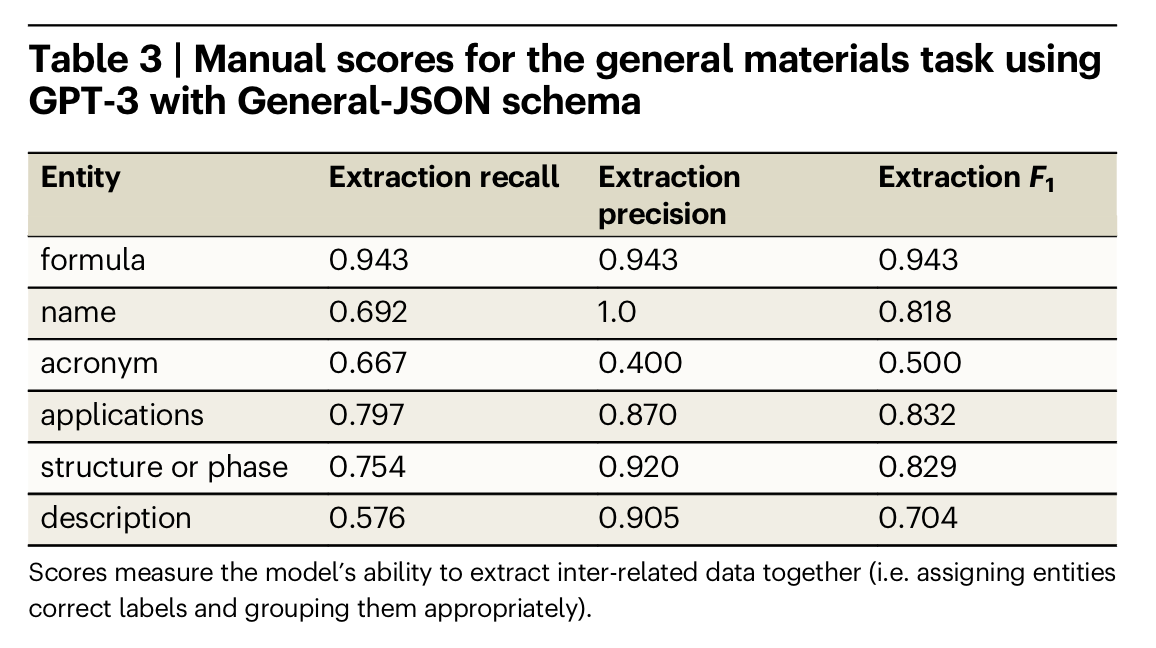 Table 3 | Manual scores for the general materials task using
GPT-3 with General-JSON schema
Entity Extraction recall Extraction precision Extraction F1
formula 0.943 0.943 0.943
name 0.692 1.0 0.818
acronym 0.667 0.400 0.500
applications 0.797 0.870 0.832
structure or phase 0.754 0.920 0.829
description 0.576 0.905 0.704
Scores measure the model’s ability to extract inter-related data together (i.e. assigning entities
correct labels and grouping them appropriately).